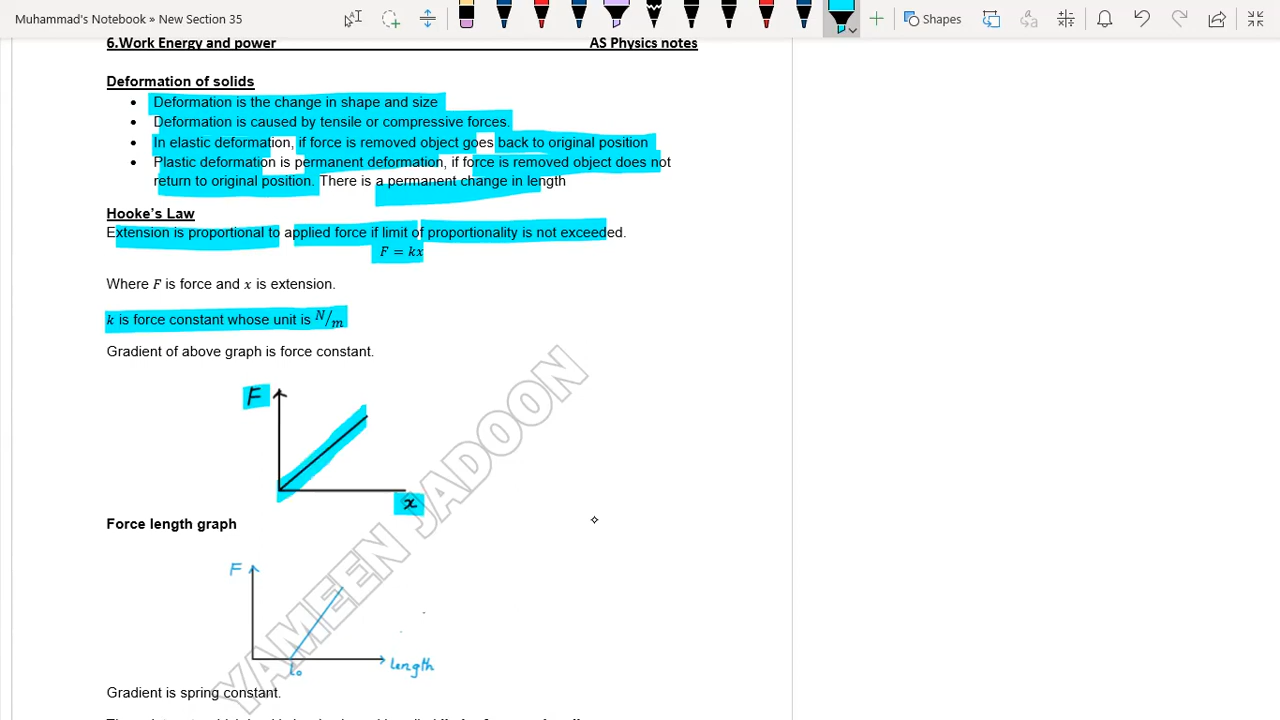 Muhammad's Notebook » New Section 35
Shapes
6.Work Energy and power AS Physics notes
Deformation of solids
• Deformation is the change in shape and size
• Deformation is caused by tensile or compressive forces.
• In elastic deformation, if force is removed object goes back to original position
• Plastic deformation is permanent deformation, if force is removed object does not
return to original position. There is a permanent change in length
Hooke's Law
Extension is proportional to applied force if limit of proportionality is not exceeded.
F = kx
Where F is force and x is extension.
k is force constant whose unit is N/m
Gradient of above graph is force constant.
F
x
Force length graph
F
length
lo
Gradient is spring constant.
YAMEEN JADOON